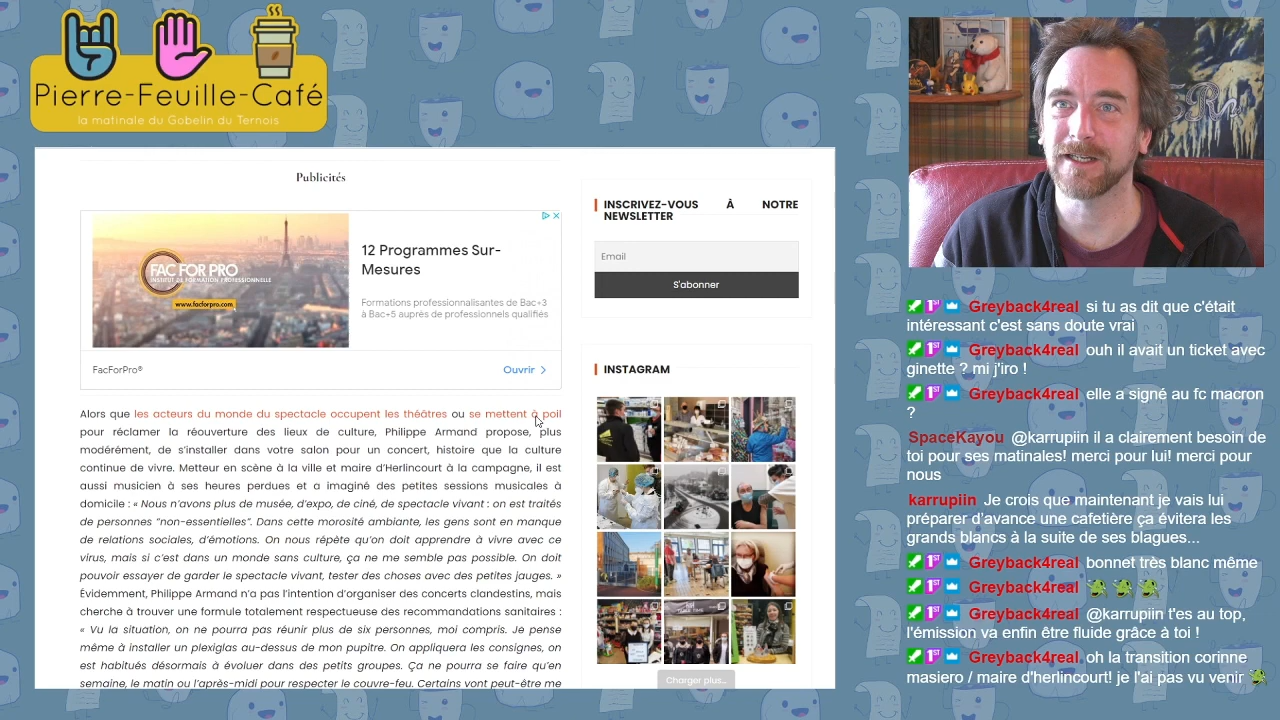 Pierre-Feuille-Café
la matinale du Gobelin du Ternois
Publicités
FAC FOR PRO
INSTITUT DE FORMATION PROFESSIONNELLE
www.facforpro.com
12 Programmes Sur-
Mesures
Formations professionnalisantes de Bac+3
à Bac+5 auprès de professionnels qualifiés
FacForPro®
Ouvrir
Alors que les acteurs du monde du spectacle occupent les théâtres ou se mettent à poil
pour réclamer la réouverture des lieux de culture, Philippe Armand propose, plus
modérément, de s'installer dans votre salon pour un concert, histoire que la culture
continue de vivre. Metteur en scène à la ville et maire d'Herlincourt à la campagne, il est
aussi musicien à ses heures perdues et a imaginé des petites sessions musicales à
domicile : « Nous n'avons plus de musée, d'expo, de ciné, de spectacle vivant : on est traités
de personnes "non-essentielles". Dans cette morosité ambiante, les gens sont en manque
de relations sociales, d'émotions. On nous répète qu'on doit apprendre à vivre avec ce
virus, mais si c'est dans un monde sans culture, ça ne me semble pas possible. On doit
pouvoir essayer de garder le spectacle vivant, tester des choses avec des petites jauges. »
Évidemment, Philippe Armand n'a pas l'intention d'organiser des concerts clandestins, mais
cherche à trouver une formule totalement respectueuse des recommandations sanitaires :
« Vu la situation, on ne pourra pas réunir plus de six personnes, moi compris. Je pense
même à installer un plexiglas au-dessus de mon pupitre. On appliquera les consignes, on
est habitués désormais à évoluer dans des petits groupes. Ça ne pourra se faire qu'en
semaine, le matin ou l'après-midi pour respecter le couvre-feu. Certains vont peut-être me
INSCRIVEZ-VOUS À NOTRE
NEWSLETTER
Email
S'abonner
INSTAGRAM
Charger plus...
Greyback4real si tu as dit que c'était
intéressant c'est sans doute vrai
Greyback4real ouh il avait un ticket avec
ginette ? mi j'iro !
Greyback4real elle a signé au fc macron
?
SpaceKayou @karrupiin il a clairement besoin de
toi pour ses matinales! merci pour lui! merci pour
nous
karrupiin Je crois que maintenant je vais lui
préparer d'avance une cafetière ça évitera les
grands blancs à la suite de ses blagues...
Greyback4real bonnet très blanc même
Greyback4real
Greyback4real @karrupiin t'es au top,
l'émission va enfin être fluide grâce à toi !
Greyback4real oh la transition corinne
masiero / maire d'herlincourt! je l'ai pas vu venir